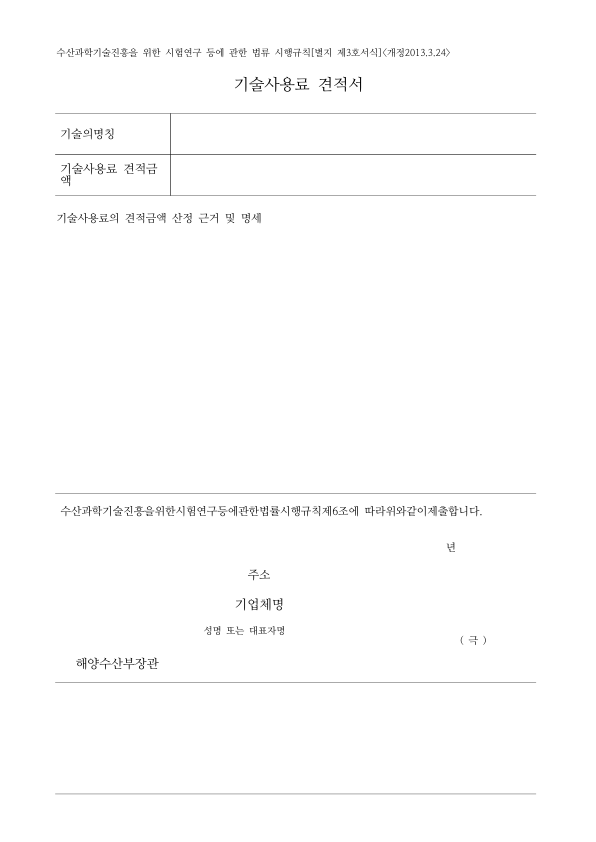 수산과학기술진흥을 위한 시험연구 등에 관한 법류 시행규칙[별지 제3호서식]<개정2013.3.24>
기술사용료 견적서
기술의명칭
기술사용료 견적금
액
기술사용료의 견적금액 산정 근거 및 명세
수산과학기술진흥을위한시험연구등에관한법률시행규칙제6조에 따라위와같이제출합니다.
년
주소
기업체명
성명 또는 대표자명
( 극 )
해양수산부장관